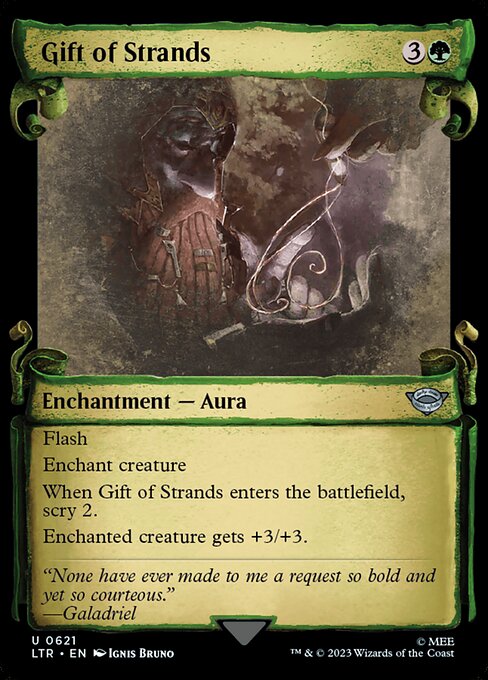 Gift of Strands 3
Enchantment — Aura
Flash
Enchant creature
When Gift of Strands enters the battlefield,
scry 2.
Enchanted creature gets +3/+3.
“None have ever made to me a request so bold and
yet so courteous.”
—Galadriel
U 0621
LTR • EN Ignis Bruno
© MEE
™ & © 2023 Wizards of the Coast